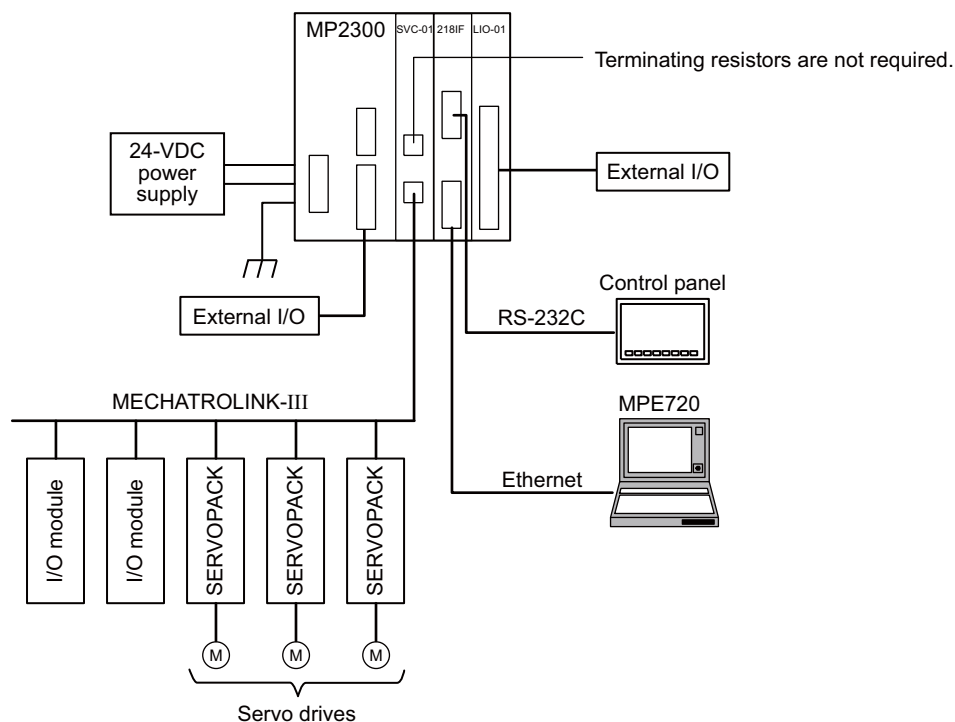 MP2300
SVC-01
218IF
LIO-01
Terminating resistors are not required.
24-VDC
power
supply
External I/O
External I/O
Control panel
RS-232C
MECHATROLINK-III
MPE720
Ethernet
I/O module
I/O module
SERVOPACK
SERVOPACK
SERVOPACK
M
M
M
Servo drives